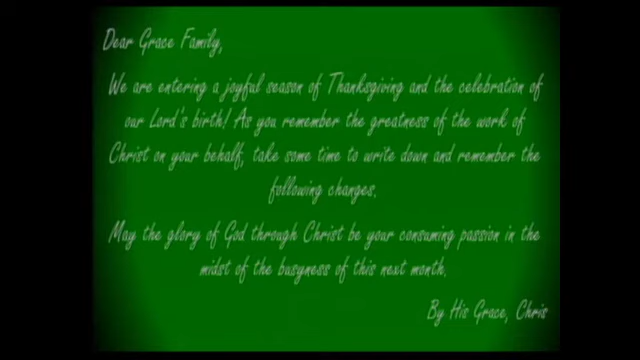 Dear Grace Family,
We are entering a joyful season of Thanksgiving and the celebration of
our Lord's birth! As you remember the greatness of the work of
Christ on your behalf, take some time to write down and remember the
following changes.
May the glory of God through Christ be your consuming passion in the
midst of the busyness of this next month.
By His Grace, Chris